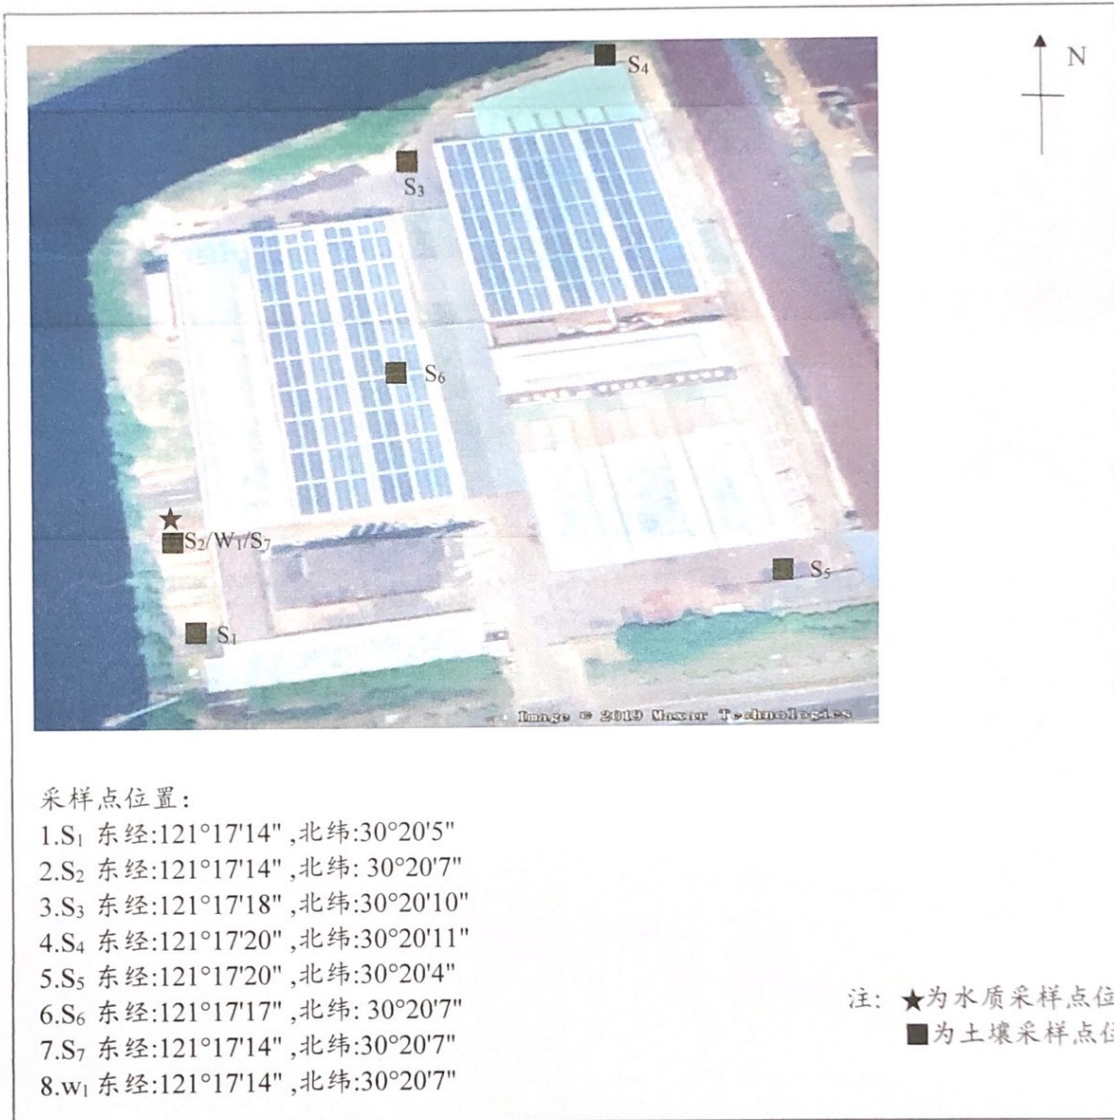 N
S₄
S₃
S₆
S₂/W₁/S₇
S₅
S₁
Image © 2019 Maxar Technologies
采样点位置:
1.S₁ 东经:121°17'14" ,北纬:30°20'5"
2.S₂ 东经:121°17'14" ,北纬: 30°20'7"
3.S₃ 东经:121°17'18" ,北纬:30°20'10"
4.S₄ 东经:121°17'20" ,北纬:30°20'11"
5.S₅ 东经:121°17'20" ,北纬:30°20'4"
6.S₆ 东经:121°17'17" ,北纬: 30°20'7"
7.S₇ 东经:121°17'14" ,北纬:30°20'7"
8.w₁ 东经:121°17'14" ,北纬:30°20'7"
注: ★为水质采样点位
■为土壤采样点位